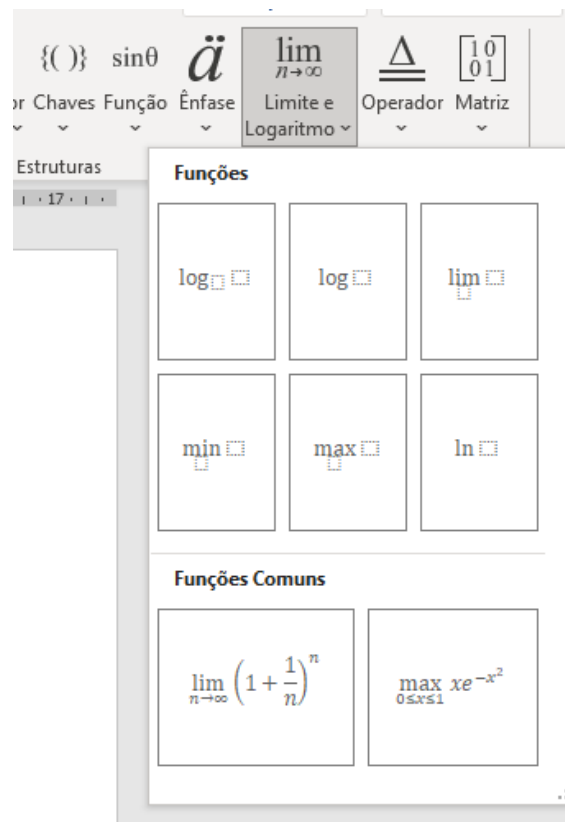 {( )} sinθ ä lim n→∞ Δ [1 0 0 1]
or Chaves Função Ênfase Limite e Logaritmo Operador Matriz
Estruturas
17
Funções
log log lim
min max ln
Funções Comuns
lim n→∞ (1 + 1/n)^n max 0≤x≤1 xe^−x^2